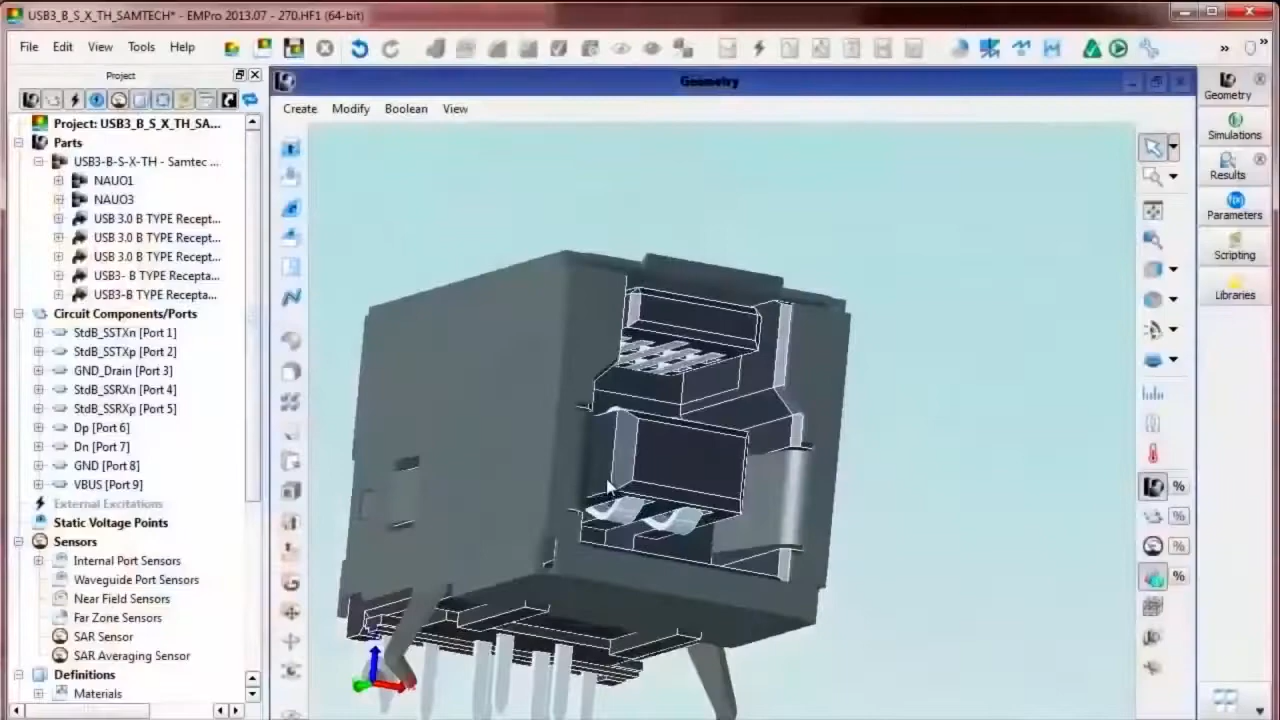 USB3_B_S_X_TH_SAMTECH* - EMPro 2013.07 - 270.HF1 (64-bit)
File Edit View Tools Help
Project
Geometry
Create Modify Boolean View
Project: USB3_B_S_X_TH_SA...
Parts
USB3-B-S-X-TH - Samtec ...
NAUO1
NAUO3
USB 3.0 B TYPE Recept...
USB 3.0 B TYPE Recept...
USB 3.0 B TYPE Recept...
USB3- B TYPE Recepta...
USB3-B TYPE Recepta...
Circuit Components/Ports
StdB_SSTXn [Port 1]
StdB_SSTXp [Port 2]
GND_Drain [Port 3]
StdB_SSRXn [Port 4]
StdB_SSRXp [Port 5]
Dp [Port 6]
Dn [Port 7]
GND [Port 8]
VBUS [Port 9]
External Excitations
Static Voltage Points
Sensors
Internal Port Sensors
Waveguide Port Sensors
Near Field Sensors
Far Zone Sensors
SAR Sensor
SAR Averaging Sensor
Definitions
Materials
%
%
%
%
Geometry
Simulations
Results
f(x)
Parameters
Scripting
Libraries